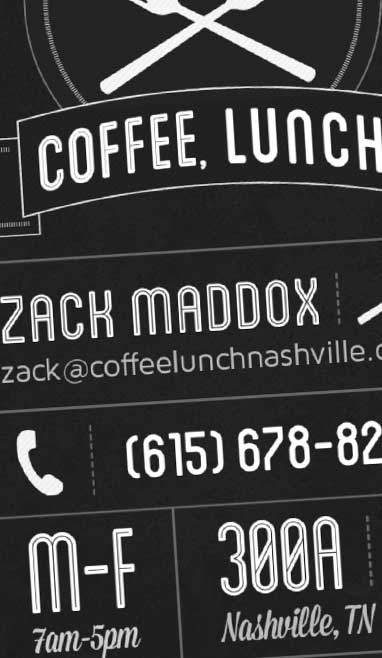 COFFEE, LUNCH
ZACK MADDOX
zack@coffeelunchnashville.c
(615) 678-82
M-F
300A
7am-5pm
Nashville, TN